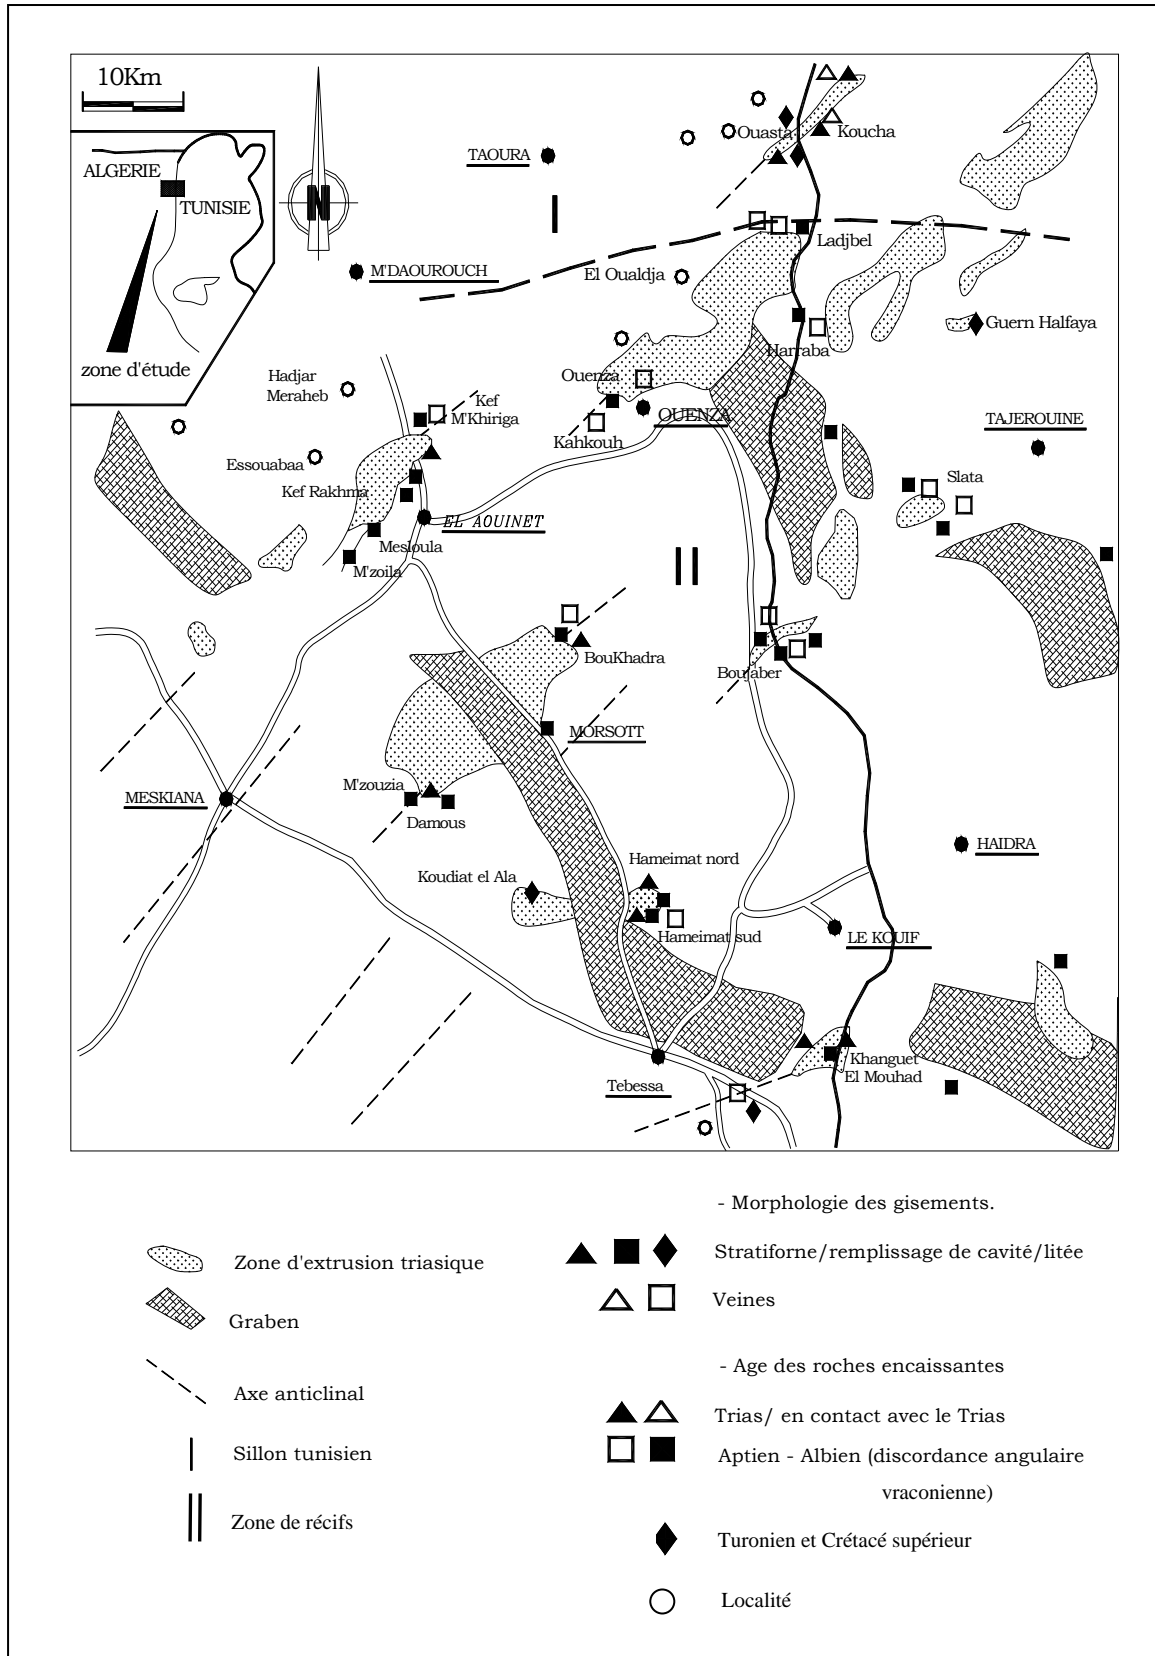 10Km
ALGERIE
TUNISIE
zone d'étude
N
TAOURA
I
Ouasta
Koucha
M'DAOUROUCH
El Oualdja
Ladjbel
Guern Halfaya
Harraba
Hadjar
Meraheb
Kef
M'Khiriga
Ouenza
OUENZA
Kahkouh
TAJEROUINE
Essouabaa
Kef Rakhma
Slata
EL AOUINET
Mesloula
M'zoila
II
BouKhadra
Boujaber
MORSOTT
M'zouzia
MESKIANA
Damous
HAIDRA
Hameimat nord
Koudiat el Ala
Hameimat sud
LE KOUIF
Khanguet
El Mouhad
Tebessa
- Morphologie des gisements.
Zone d'extrusion triasique
Stratiforne/remplissage de cavité/litée
Veines
Graben
- Age des roches encaissantes
Axe anticlinal
Trias/ en contact avec le Trias
Sillon tunisien
Aptien - Albien (discordance angulaire
vraconienne)
Zone de récifs
Turonien et Crétacé supérieur
Localité